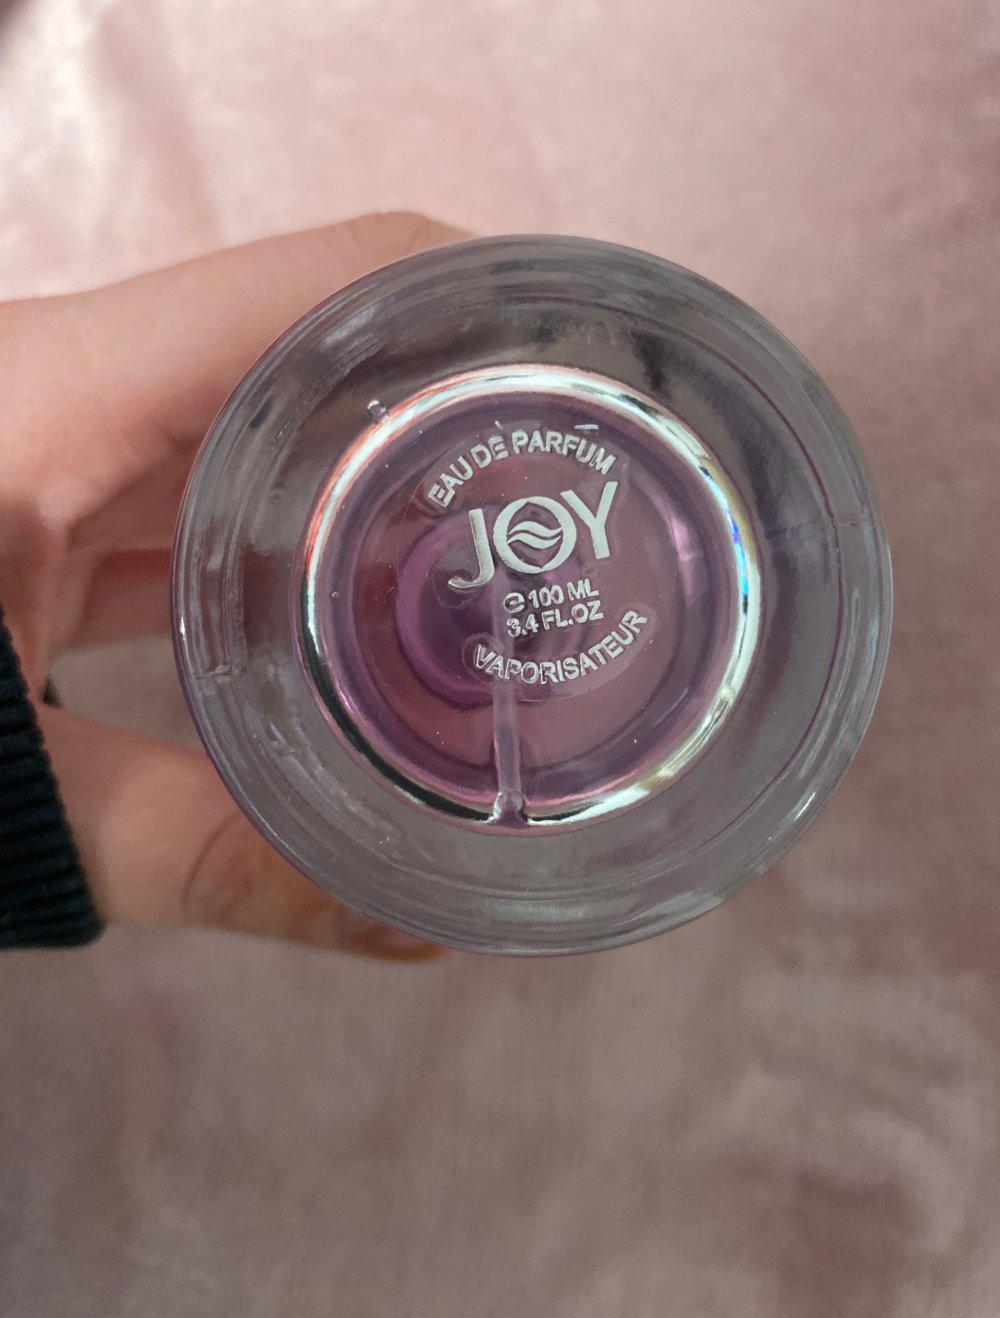 EAU DE PARFUM
JOY
℮ 100 ML
3.4 FL.OZ
VAPORISATEUR